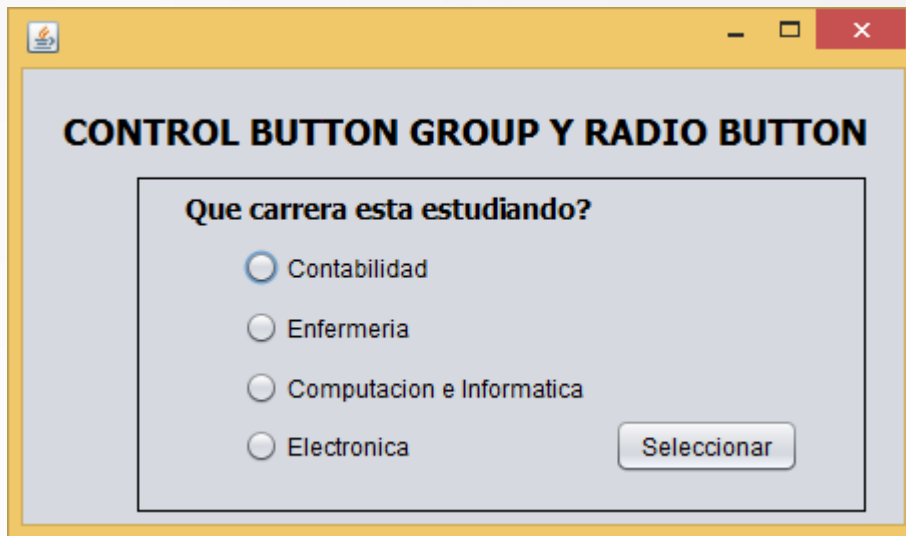 CONTROL BUTTON GROUP Y RADIO BUTTON
Que carrera esta estudiando?
Contabilidad
Enfermeria
Computacion e Informatica
Electronica
Seleccionar